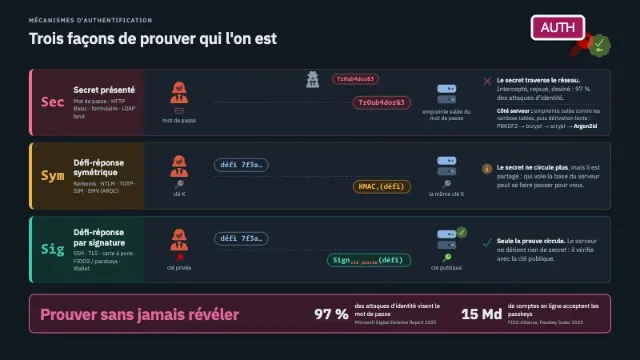 MÉCANISMES D'AUTHENTIFICATION
Trois façons de prouver qui l'on est
AUTH
Sec
Secret présenté
Mot de passe · HTTP
Basic · formulaire · LDAP
bind
mot de passe
Tr0ub4dor&3
Tr0ub4dor&3
empreinte salée du
mot de passe
Le secret traverse le réseau.
Intercepté, rejoué, deviné : 97 %
des attaques d'identité.
Côté serveur : empreinte salée contre les
rainbow tables, puis dérivation lente :
PBKDF2 → bcrypt → scrypt → Argon2id
Sym
Défi-réponse
symétrique
Kerberos · NTLM · TOTP ·
SIM · EMV (ARQC)
clé K
défi 7f3a…
HMAC (défi)
la même clé K
Le secret ne circule plus, mais il est
partagé : qui vole la base du serveur
peut se faire passer pour vous.
Sig
Défi-réponse
par signature
SSH · TLS · carte à puce ·
FIDO2 / passkeys ·
Wallet
clé privée
défi 7f3a…
Sign clé privée (défi)
clé publique
Seule la preuve circule. Le serveur
ne détient rien de secret : il vérifie
avec la clé publique.
Prouver sans jamais révéler
97 %
des attaques d'identité visent le
mot de passe
Microsoft Digital Defense Report 2025
15 Md
de comptes en ligne acceptent les
passkeys
FIDO Alliance, Passkey Index 2025